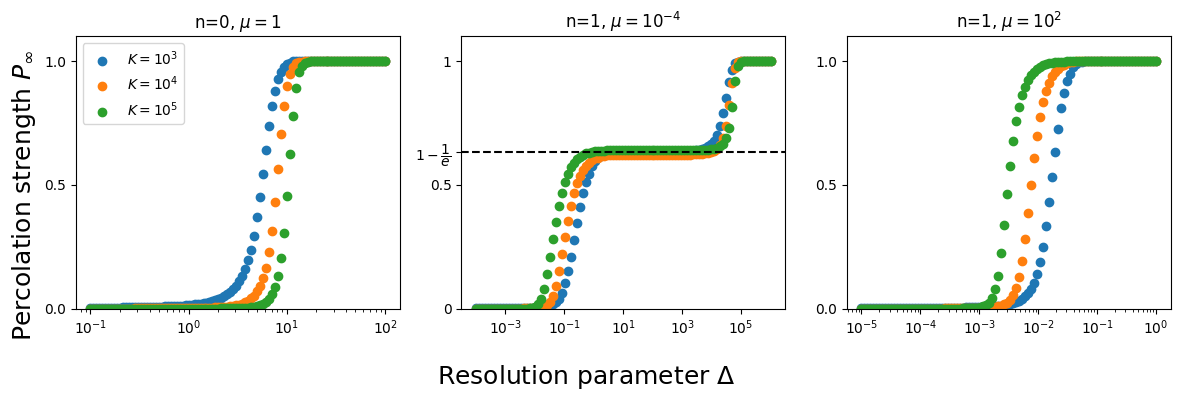 n=0, μ = 1
n=1, μ = 10⁻⁴
n=1, μ = 10²
Percolation strength P∞
1.0
0.5
0.0
K = 10³
K = 10⁴
K = 10⁵
10⁻¹ 10⁰ 10¹ 10²
1
1 − 1/e
0.5
0
10⁻³ 10⁻¹ 10¹ 10³ 10⁵
1.0
0.5
0.0
10⁻⁵ 10⁻⁴ 10⁻³ 10⁻² 10⁻¹ 10⁰
Resolution parameter Δ